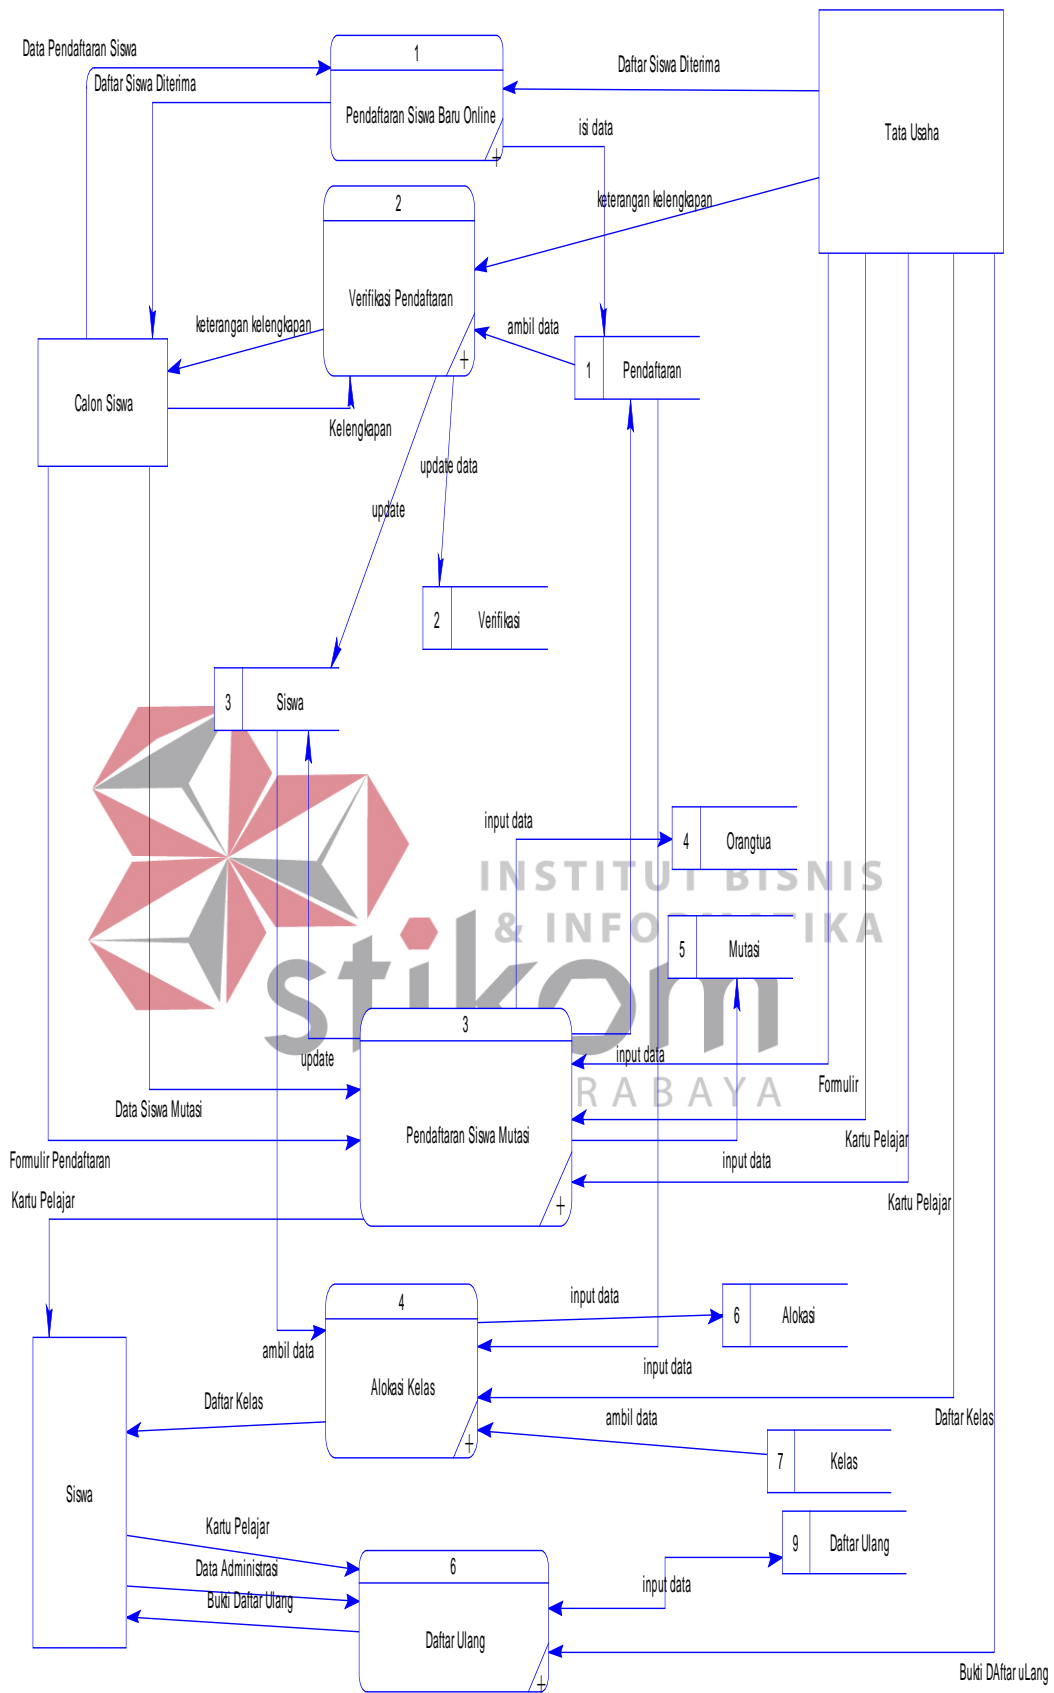 Data Pendaftaran Siswa
1
Daftar Siswa Diterima
Daftar Siswa Diterima
Pendaftaran Siswa Baru Online
isi data
Tata Usaha
2
keterangan kelengkapan
Verifikasi Pendaftaran
keterangan kelengkapan
ambil data
1
Pendaftaran
Calon Siswa
Kelengkapan
update data
update
2
Verifikasi
3
Siswa
input data
4
Orangtua
INSTITUT BISNIS
& INFORMATIKA
5
Mutasi
stikom
3
update
input data
Formulir
RABAYA
Data Siswa Mutasi
Pendaftaran Siswa Mutasi
Kartu Pelajar
Formulir Pendaftaran
input data
Kartu Pelajar
Kartu Pelajar
4
input data
6
Alokasi
ambil data
input data
Alokasi Kelas
Daftar Kelas
ambil data
Daftar Kelas
7
Kelas
Siswa
Kartu Pelajar
9
Daftar Ulang
Data Administrasi
6
input data
Bukti Daftar Ulang
Daftar Ulang
Bukti DAftar uLang